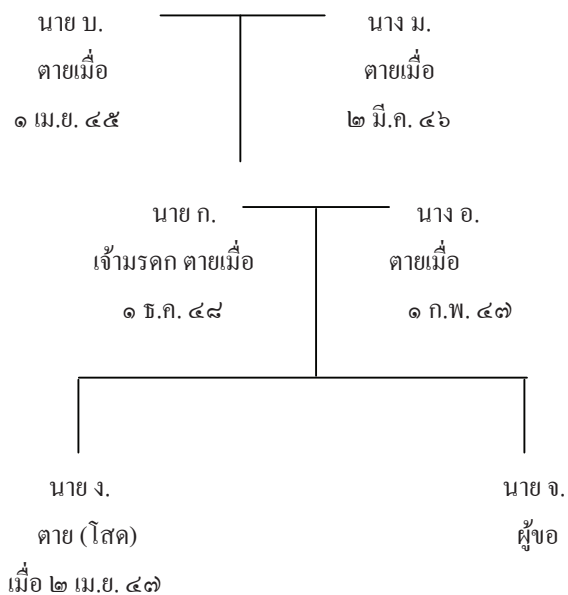 นาย บ. นาง ม.
ตายเมื่อ ตายเมื่อ
๑ เม.ย. ๔๕ ๒ มี.ค. ๔๖
นาย ก. นาง อ.
เจ้ามรดก ตายเมื่อ ตายเมื่อ
๑ ธ.ค. ๔๘ ๑ ก.พ. ๔๗
นาย ง. นาย จ.
ตาย (โสด) ผู้ขอ
เมื่อ ๒ เม.ย. ๔๗